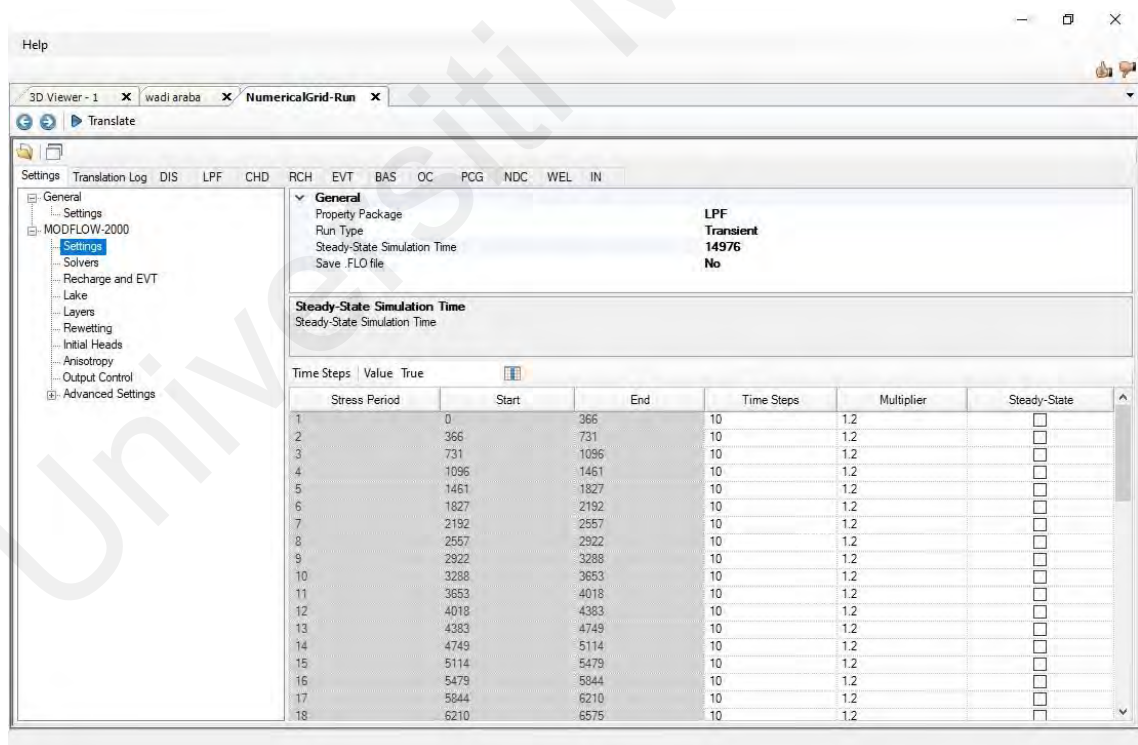 Help
3D Viewer - 1 wadi araba NumericalGrid-Run
Translate
Settings Translation Log DIS LPF CHD RCH EVT BAS OC PCG NDC WEL IN
General
Settings
MODFLOW-2000
Settings
Solvers
Recharge and EVT
Lake
Layers
Rewetting
Initial Heads
Anisotropy
Output Control
Advanced Settings
General
Property Package LPF
Run Type Transient
Steady-State Simulation Time 14976
Save .FLO file No
Steady-State Simulation Time
Steady-State Simulation Time
Time Steps Value True
Stress Period Start End Time Steps Multiplier Steady-State
1 0 366 10 1.2
2 366 731 10 1.2
3 731 1096 10 1.2
4 1096 1461 10 1.2
5 1461 1827 10 1.2
6 1827 2192 10 1.2
7 2192 2557 10 1.2
8 2557 2922 10 1.2
9 2922 3288 10 1.2
10 3288 3653 10 1.2
11 3653 4018 10 1.2
12 4018 4383 10 1.2
13 4383 4749 10 1.2
14 4749 5114 10 1.2
15 5114 5479 10 1.2
16 5479 5844 10 1.2
17 5844 6210 10 1.2
18 6210 6575 10 1.2
Universiti